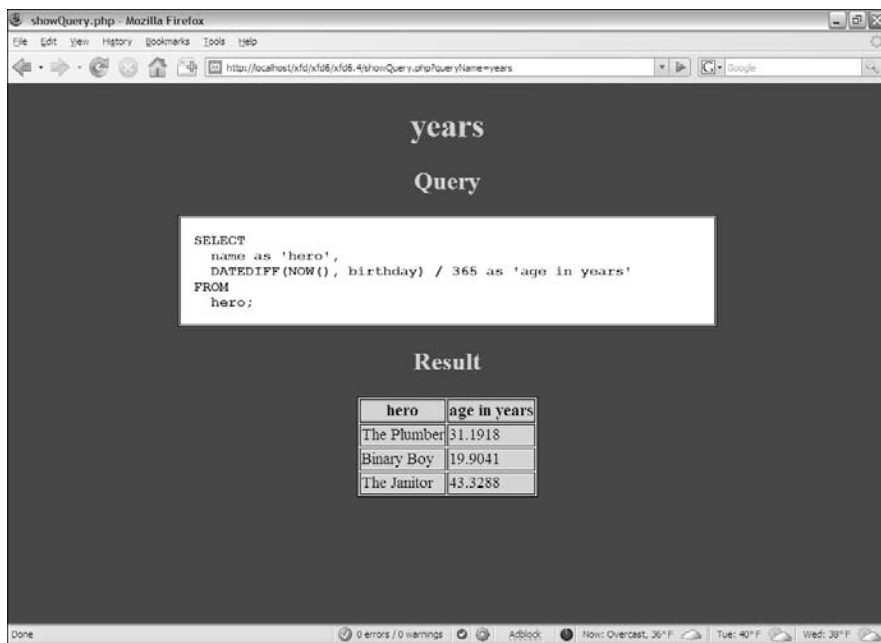 showQuery.php - Mozilla Firefox
File Edit View History Bookmarks Tools Help
http://localhost/xfd/xfd6/xfd6.4/showQuery.php?queryName=years
Google
years
Query
SELECT
name as 'hero',
DATEDIFF(NOW(), birthday) / 365 as 'age in years'
FROM
hero;
Result
hero age in years
The Plumber 31.1918
Binary Boy 19.9041
The Janitor 43.3288
Done 0 errors / 0 warnings Adblock Now: Overcast, 36°F Tue: 40°F Wed: 38°F